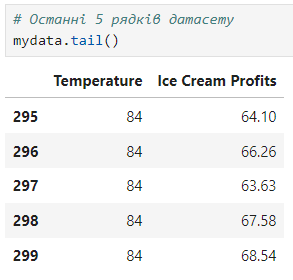 # Останні 5 рядків датасету
mydata.tail()
Temperature Ice Cream Profits
295 84 64.10
296 84 66.26
297 84 63.63
298 84 67.58
299 84 68.54